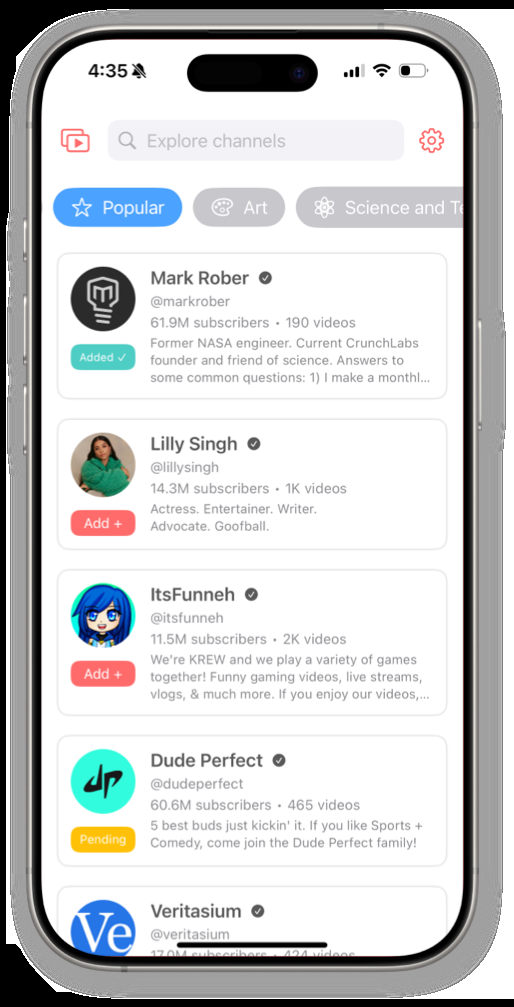 4:35
Explore channels
Popular
Art
Science and Te
Mark Rober
@markrober
61.9M subscribers • 190 videos
Former NASA engineer. Current CrunchLabs
founder and friend of science. Answers to
some common questions: 1) I make a monthl...
Added ✓
Lilly Singh
@lillysingh
14.3M subscribers • 1K videos
Actress. Entertainer. Writer.
Advocate. Goofball.
Add +
ItsFunneh
@itsfunneh
11.5M subscribers • 2K videos
We're KREW and we play a variety of games
together! Funny gaming videos, live streams,
vlogs, & much more. If you enjoy our videos,...
Add +
dp
Dude Perfect
@dudeperfect
60.6M subscribers • 465 videos
5 best buds just kickin' it. If you like Sports +
Comedy, come join the Dude Perfect family!
Pending
Ve
Veritasium
@veritasium
17.0M subscribers • 424 videos